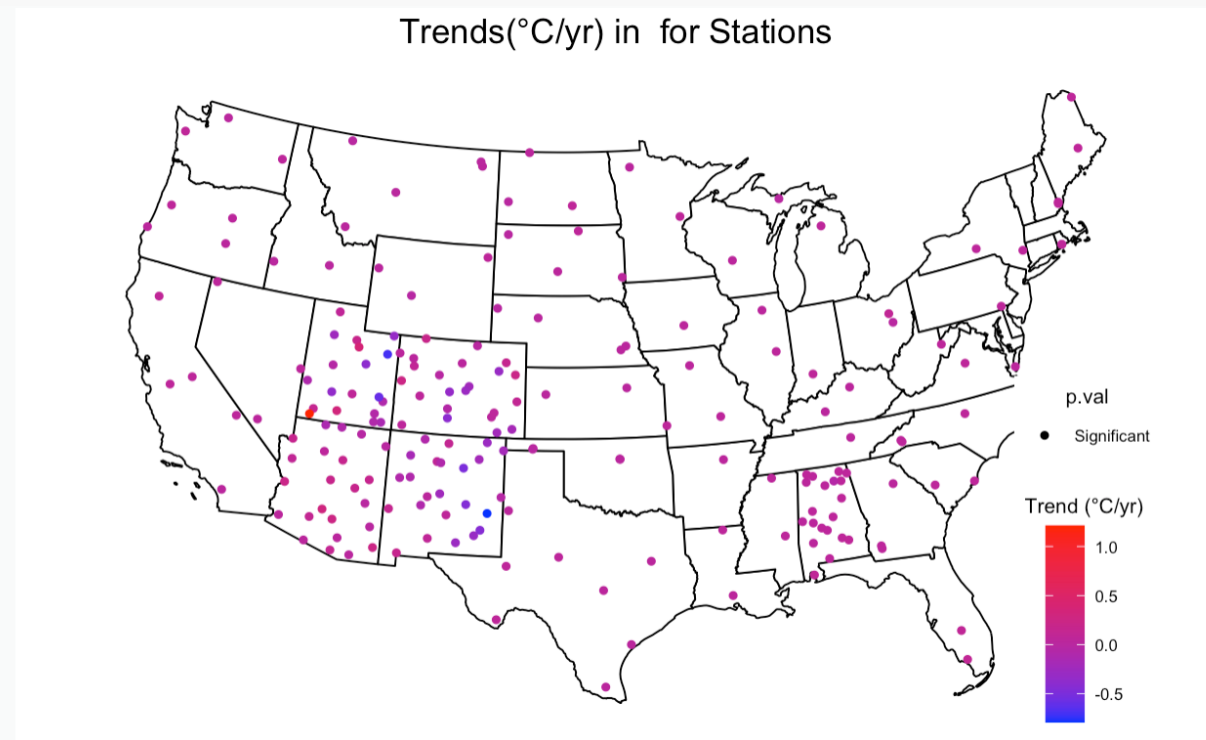 Trends(°C/yr) in  for Stations
p.val
Significant
Trend (°C/yr)
1.0
0.5
0.0
-0.5